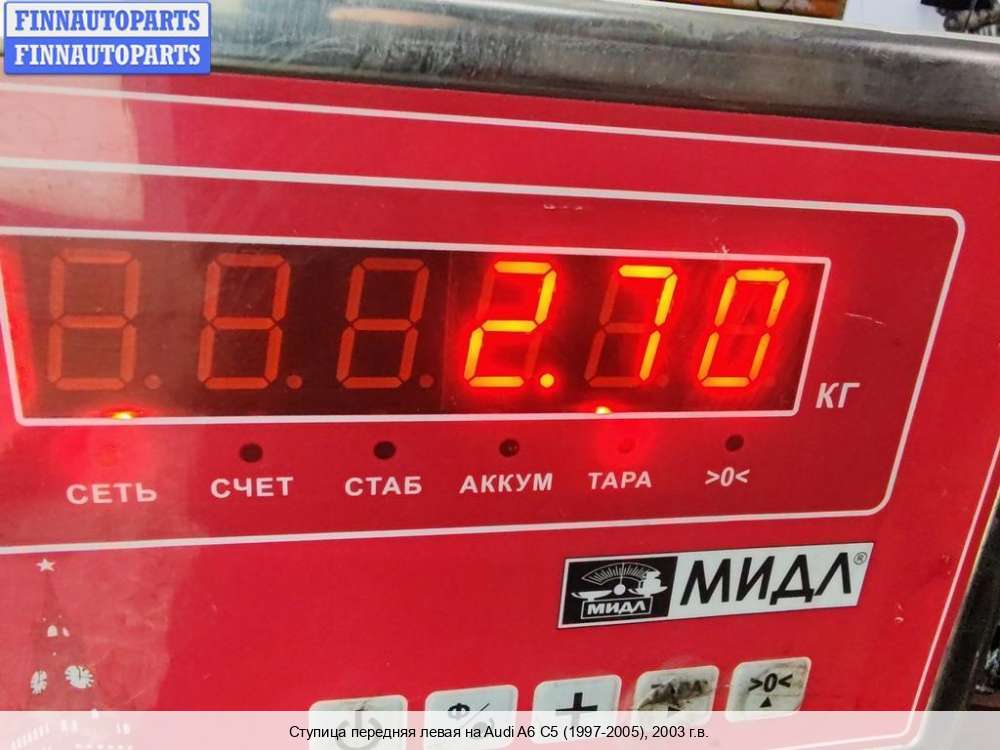 FINNAUTOPARTS
FINNAUTOPARTS
2.70
КГ
СЕТЬ СЧЕТ СТАБ АККУМ ТАРА >0<
МИДЛ МИДЛ®
ТАРА >0<
Ступица передняя левая на Audi A6 C5 (1997-2005), 2003 г.в.